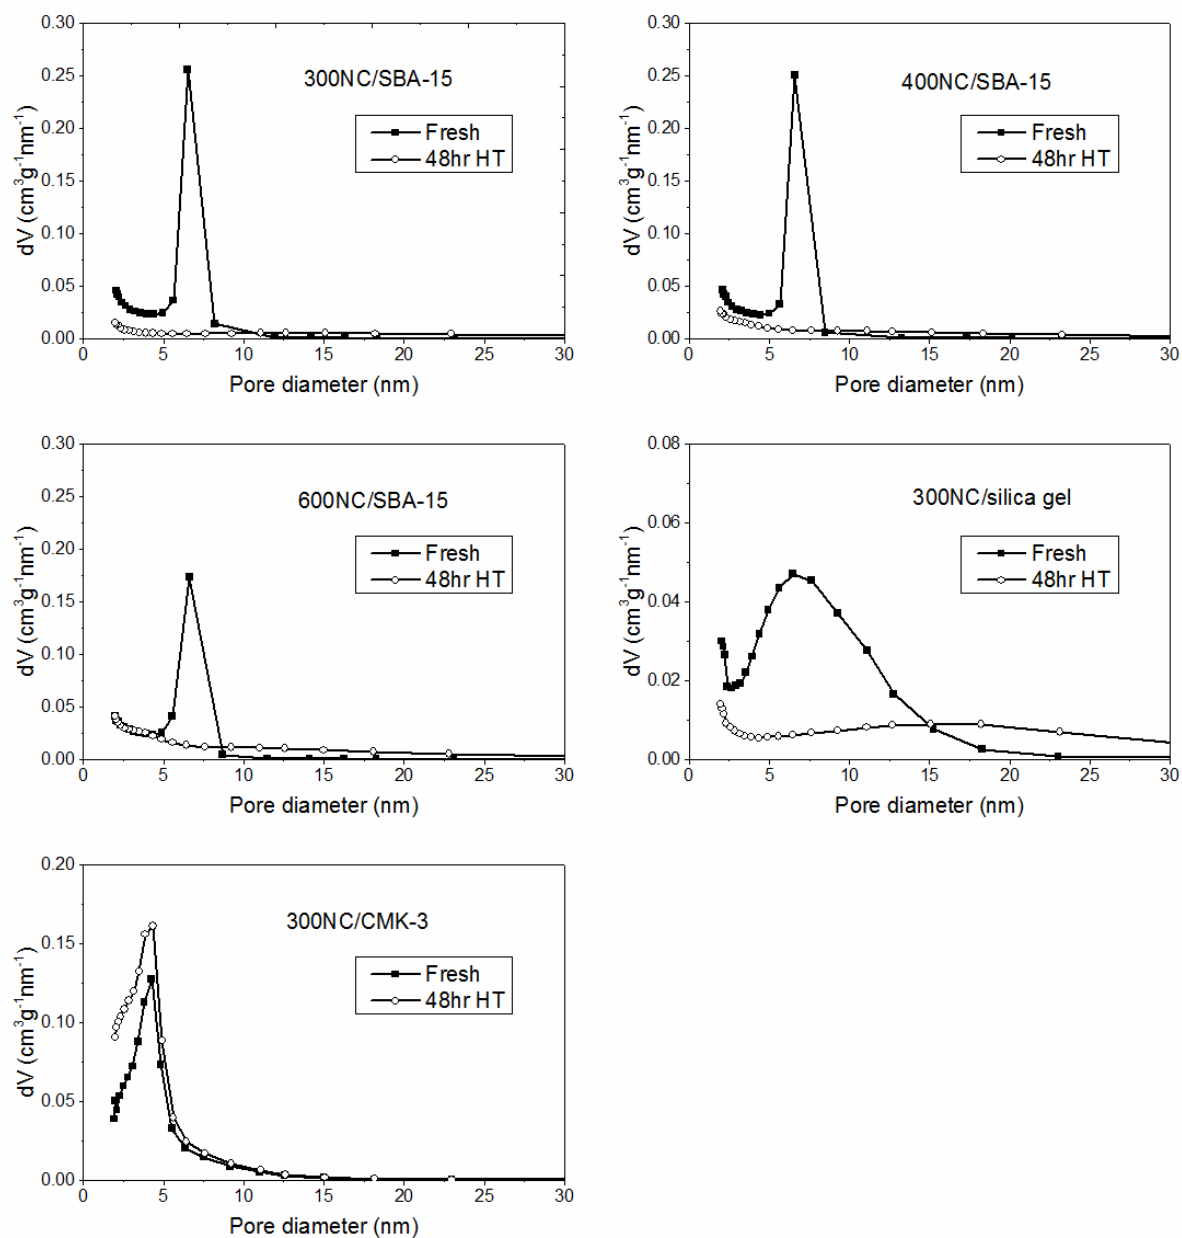 0.30
0.25
0.20
0.15
0.10
0.05
0.00
dV (cm³g⁻¹nm⁻¹)
300NC/SBA-15
Fresh
48hr HT
0 5 10 15 20 25 30
Pore diameter (nm)
0.30
0.25
0.20
0.15
0.10
0.05
0.00
dV (cm³g⁻¹nm⁻¹)
400NC/SBA-15
Fresh
48hr HT
0 5 10 15 20 25 30
Pore diameter (nm)
0.30
0.25
0.20
0.15
0.10
0.05
0.00
dV (cm³g⁻¹nm⁻¹)
600NC/SBA-15
Fresh
48hr HT
0 5 10 15 20 25 30
Pore diameter (nm)
0.08
0.06
0.04
0.02
0.00
dV (cm³g⁻¹nm⁻¹)
300NC/silica gel
Fresh
48hr HT
0 5 10 15 20 25 30
Pore diameter (nm)
0.20
0.15
0.10
0.05
0.00
dV (cm³g⁻¹nm⁻¹)
300NC/CMK-3
Fresh
48hr HT
0 5 10 15 20 25 30
Pore diameter (nm)